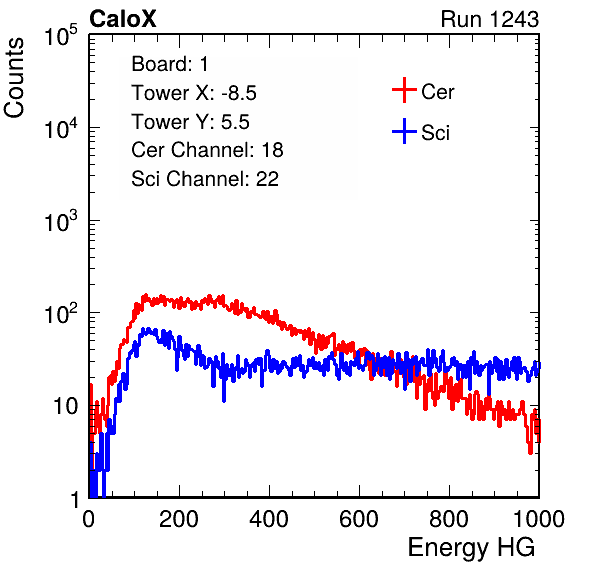 CaloX Run 1243
Counts
10^5
10^4
10^3
10^2
10
1
Board: 1
Tower X: -8.5
Tower Y: 5.5
Cer Channel: 18
Sci Channel: 22
Cer
Sci
0 200 400 600 800 1000
Energy HG